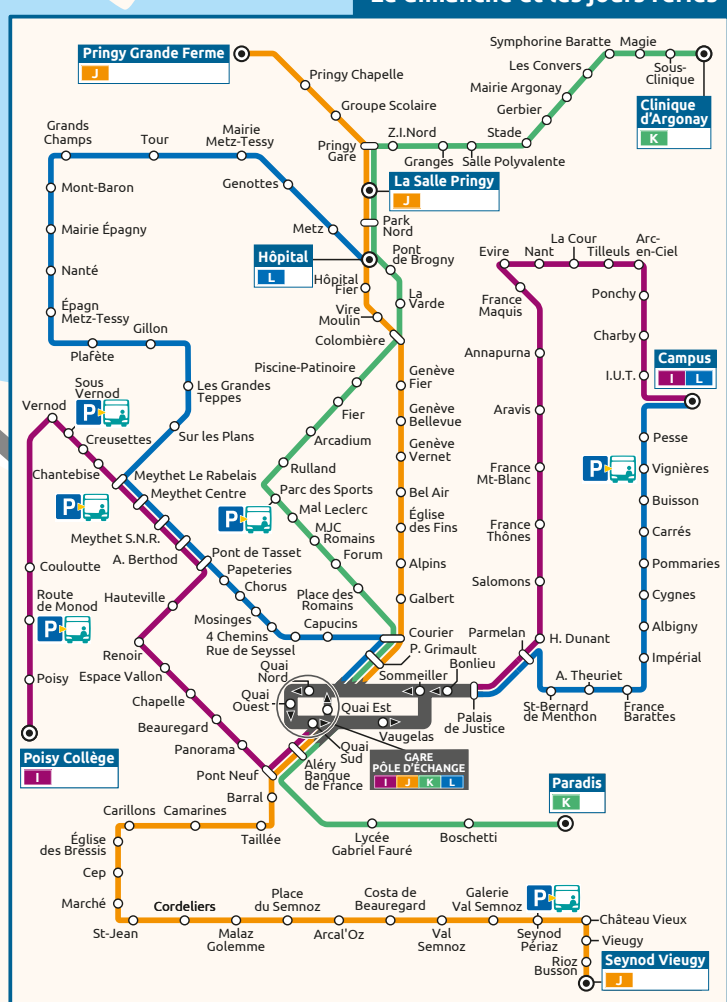 Le dimanche et les jours fériés
Pringy Grande Ferme
J
Pringy Chapelle
Groupe Scolaire
Pringy
Gare
Z.I.Nord
Granges
Salle Polyvalente
Stade
Gerbier
Mairie Argonay
Les Convers
Symphorine Baratte
Magie
Sous-
Clinique
Clinique
d'Argonay
K
La Salle Pringy
J
Park
Nord
Pont
de Brogny
Hôpital
L
Hôpital
Fier
La
Varde
Vire
Moulin
Colombière
Grands
Champs
Tour
Mairie
Metz-Tessy
Genottes
Metz
Mont-Baron
Mairie Épagny
Nanté
Épagn
Metz-Tessy
Plafète
Gillon
Les Grandes
Teppes
Sur les Plans
Sous
Vernod
P
Vernod
Creusettes
Chantebise
P
Meythet Le Rabelais
Meythet Centre
Meythet S.N.R.
A. Berthod
Pont de Tasset
Papeteries
Chorus
Mosinges
4 Chemins
Rue de Seyssel
Capucins
Couloutte
Route
de Monod
P
Poisy
Poisy Collège
I
Hauteville
Renoir
Espace Vallon
Chapelle
Beauregard
Panorama
Pont Neuf
Piscine-Patinoire
Fier
Arcadium
Rulland
Parc des Sports
P
Mal Leclerc
MJC
Romains
Forum
Place des
Romains
Genève
Fier
Genève
Bellevue
Genève
Vernet
Bel Air
Église
des Fins
Alpins
Galbert
Courier
P. Grimault
Evire
Nant
La Cour
Tilleuls
Arc-
en-Ciel
France
Maquis
Ponchy
Charby
I.U.T.
Campus
I L
Annapurna
Aravis
France
Mt-Blanc
France
Thônes
Salomons
H. Dunant
Parmelan
Pesse
P
Vignières
Buisson
Carrés
Pommaries
Cygnes
Albigny
Impérial
A. Theuriet
St-Bernard
de Menthon
France
Barattes
Quai
Nord
Sommeiller
Bonlieu
Quai
Ouest
Quai Est
Palais
de Justice
Vaugelas
Quai
Sud
GARE
PÔLE D'ÉCHANGE
I J K L
Aléry
Banque
de France
Paradis
K
Lycée
Gabriel Fauré
Boschetti
Barral
Carillons
Camarines
Taillée
Église
des Bressis
Cep
Marché
St-Jean
Cordeliers
Malaz
Golemme
Place
du Semnoz
Arcal'Oz
Costa de
Beauregard
Val
Semnoz
Galerie
Val Semnoz
P
Seynod
Périaz
Château Vieux
Vieugy
Rioz
Busson
Seynod Vieugy
J